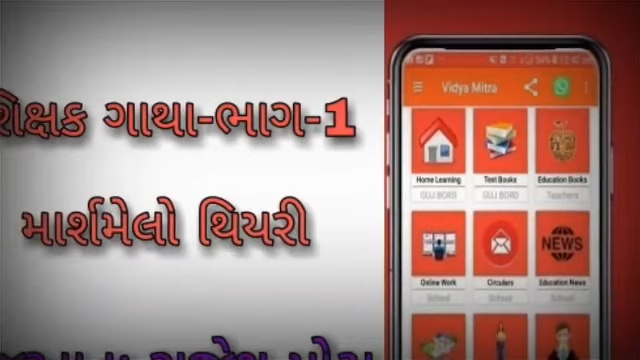 શિક્ષક ગાથા-ભાગ-1
માર્શમેલો થિયરી
Vidya Mitra
Home Learning
GUJ BORD
Text Books
GUJ BORD
Education Books
Teachers
Online Work
School
Circulers
School
NEWS
Education News
School